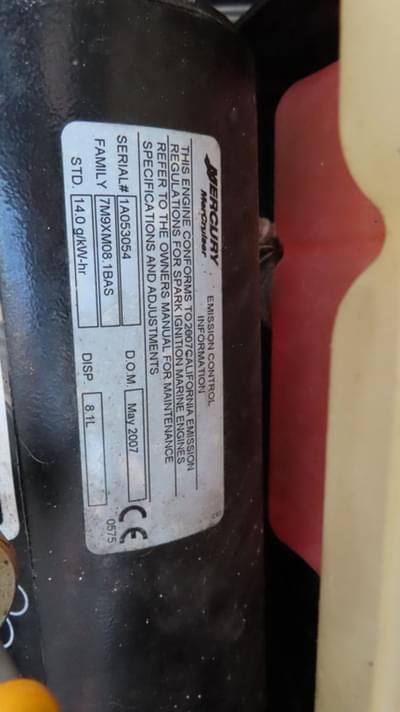 MERCURY
MerCruiser
EMISSION CONTROL
INFORMATION
THIS ENGINE CONFORMS TO 2007 CALIFORNIA EMISSION
REGULATIONS FOR SPARK IGNITION MARINE ENGINES
REFER TO THE OWNERS MANUAL FOR MAINTENANCE
SPECIFICATIONS AND ADJUSTMENTS
SERIAL# 1A053054 D.O.M. May 2007 CE
FAMILY 7M9XM08.1BAS 0575
STD. 14.0 g/kW-hr DISP 8.1L